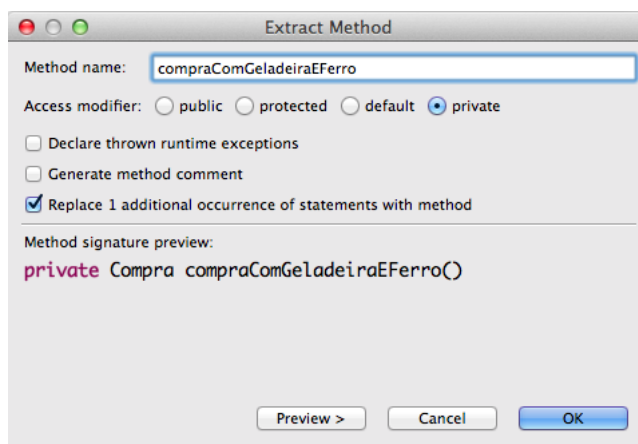 Extract Method
Method name: compraComGeladeiraEFerro
Access modifier: public protected default private
Declare thrown runtime exceptions
Generate method comment
Replace 1 additional occurrence of statements with method
Method signature preview:
private Compra compraComGeladeiraEFerro()
Preview > Cancel OK